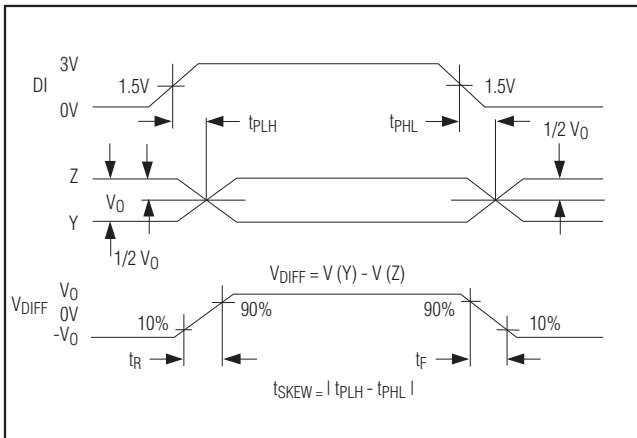 3V
DI
1.5V
1.5V
0V
tPLH
tPHL
1/2 VO
Z
VO
Y
1/2 VO
VDIFF = V (Y) - V (Z)
VO
VDIFF
0V
-VO
10%
90%
90%
10%
tR
tF
tSKEW = | tPLH - tPHL |